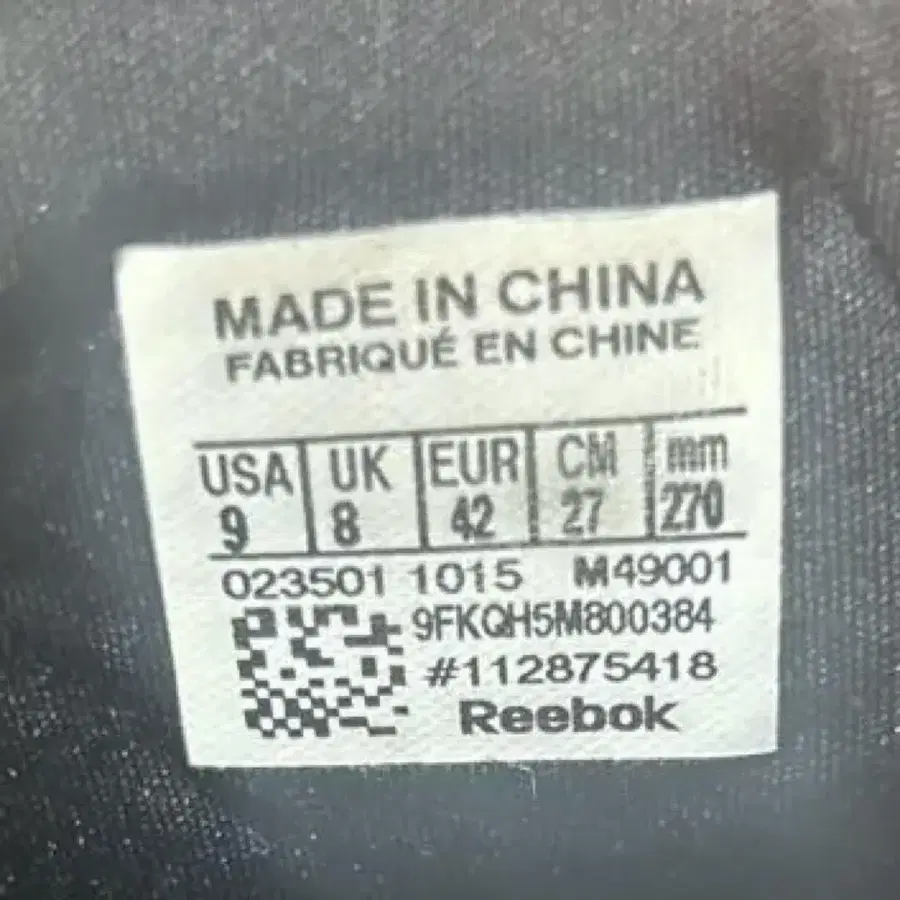 MADE IN CHINA
FABRIQUÉ EN CHINE
USA UK EUR CM mm
9 8 42 27 270
023501 1015 M49001
9FKQH5M800384
#112875418
Reebok